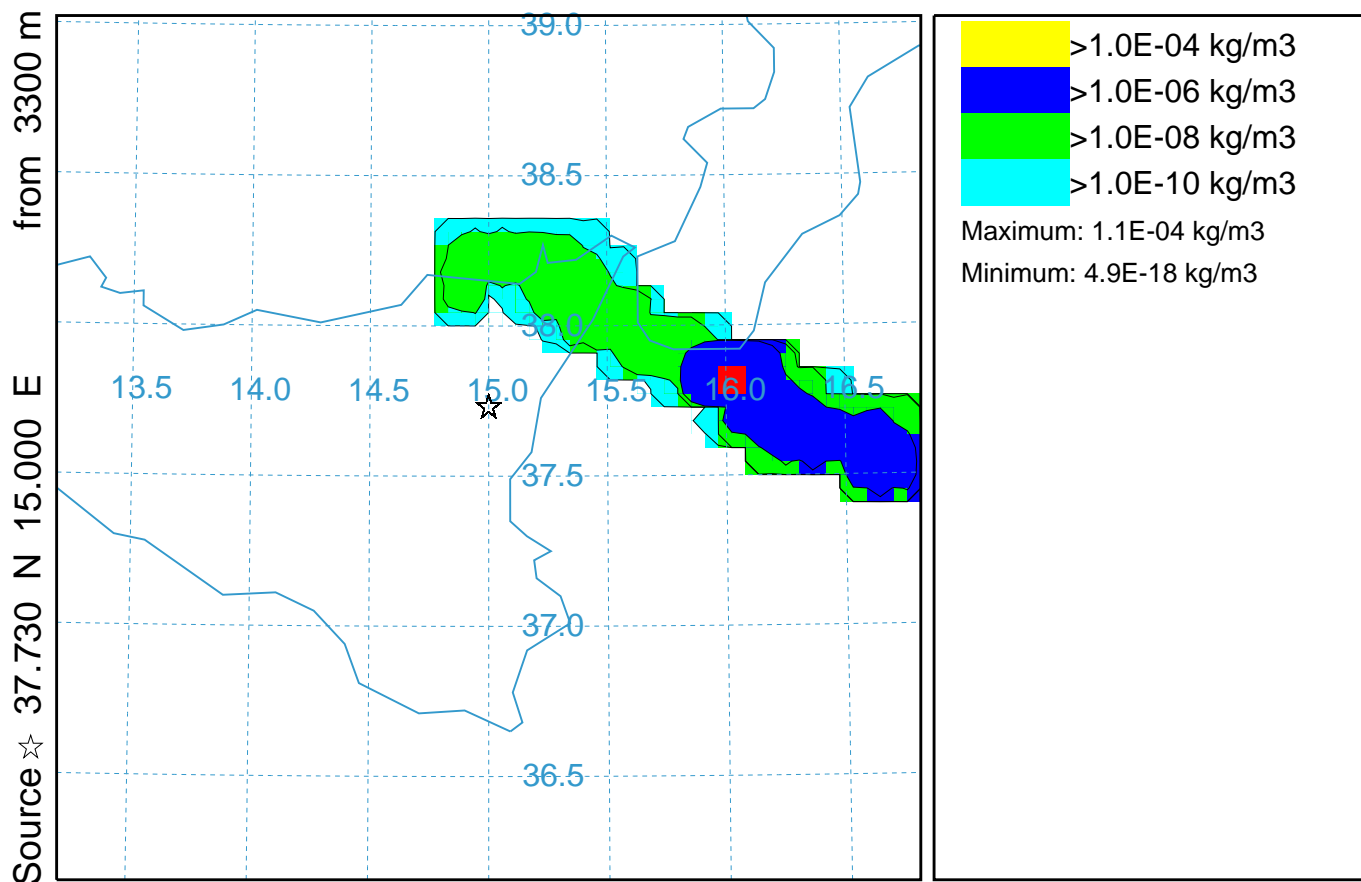 Source ☆ 37.730 N 15.000 E from 3300 m
39.0
38.5
38.0
13.5 14.0 14.5 15.0 15.5 16.0 16.5
37.5
37.0
36.5
>1.0E-04 kg/m3
>1.0E-06 kg/m3
>1.0E-08 kg/m3
>1.0E-10 kg/m3
Maximum: 1.1E-04 kg/m3
Minimum: 4.9E-18 kg/m3